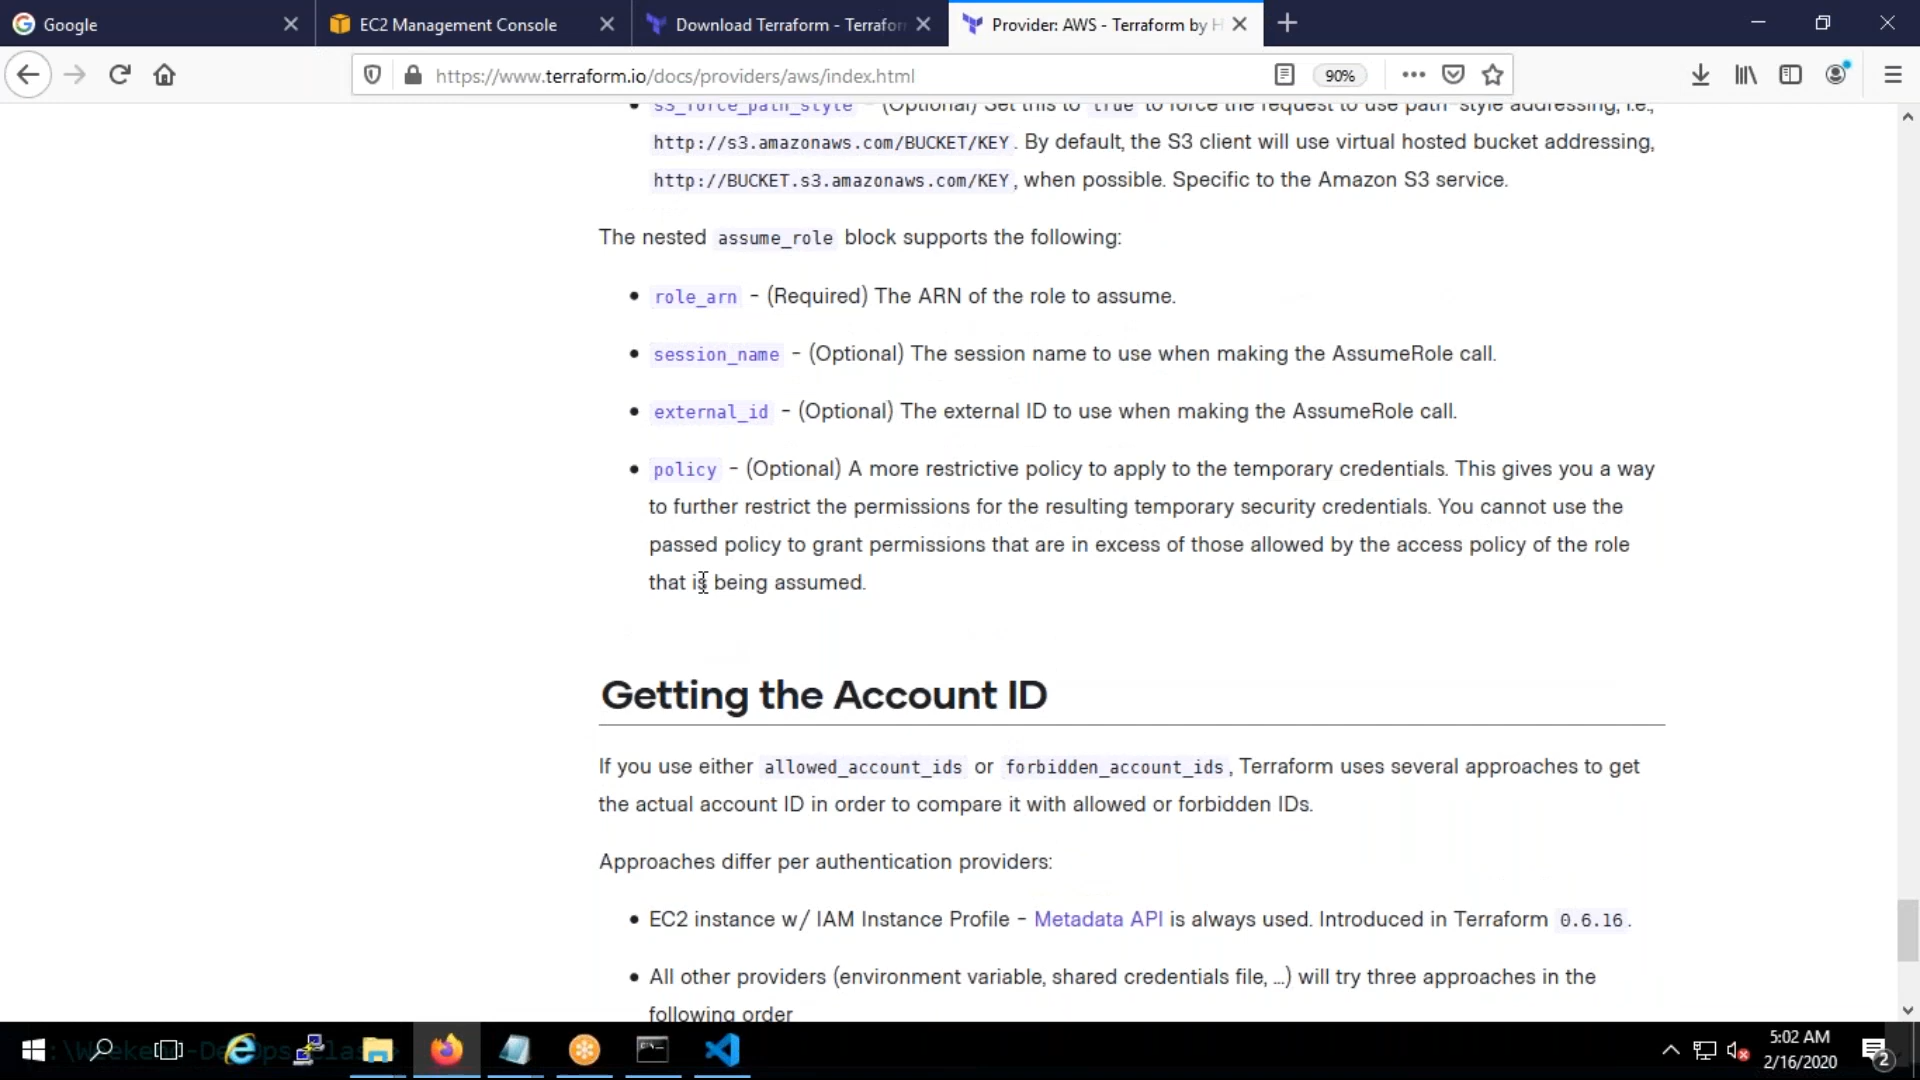 Google
EC2 Management Console
Download Terraform - Terrafor
Provider: AWS - Terraform by H
https://www.terraform.io/docs/providers/aws/index.html
90%
s3_force_path_style - (Optional) Set this to true to force the request to use path-style addressing, i.e.,
http://s3.amazonaws.com/BUCKET/KEY. By default, the S3 client will use virtual hosted bucket addressing,
http://BUCKET.s3.amazonaws.com/KEY, when possible. Specific to the Amazon S3 service.
The nested assume_role block supports the following:
role_arn - (Required) The ARN of the role to assume.
session_name - (Optional) The session name to use when making the AssumeRole call.
external_id - (Optional) The external ID to use when making the AssumeRole call.
policy - (Optional) A more restrictive policy to apply to the temporary credentials. This gives you a way
to further restrict the permissions for the resulting temporary security credentials. You cannot use the
passed policy to grant permissions that are in excess of those allowed by the access policy of the role
that is being assumed.
Getting the Account ID
If you use either allowed_account_ids or forbidden_account_ids, Terraform uses several approaches to get
the actual account ID in order to compare it with allowed or forbidden IDs.
Approaches differ per authentication providers:
EC2 instance w/ IAM Instance Profile - Metadata API is always used. Introduced in Terraform 0.6.16.
All other providers (environment variable, shared credentials file, ...) will try three approaches in the
following order
5:02 AM
2/16/2020
2